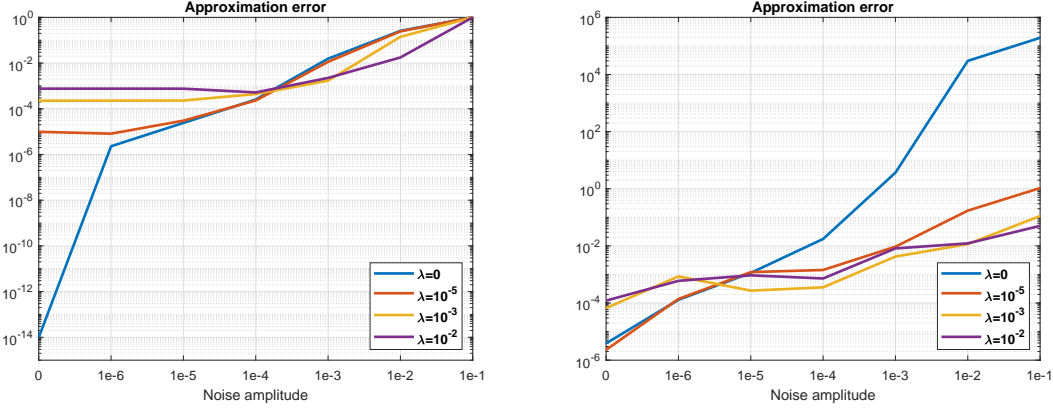 Approximation error
10^0
10^-2
10^-4
10^-6
10^-8
10^-10
10^-12
10^-14
0 1e-6 1e-5 1e-4 1e-3 1e-2 1e-1
Noise amplitude
λ=0
λ=10^-5
λ=10^-3
λ=10^-2
Approximation error
10^6
10^4
10^2
10^0
10^-2
10^-4
10^-6
0 1e-6 1e-5 1e-4 1e-3 1e-2 1e-1
Noise amplitude
λ=0
λ=10^-5
λ=10^-3
λ=10^-2